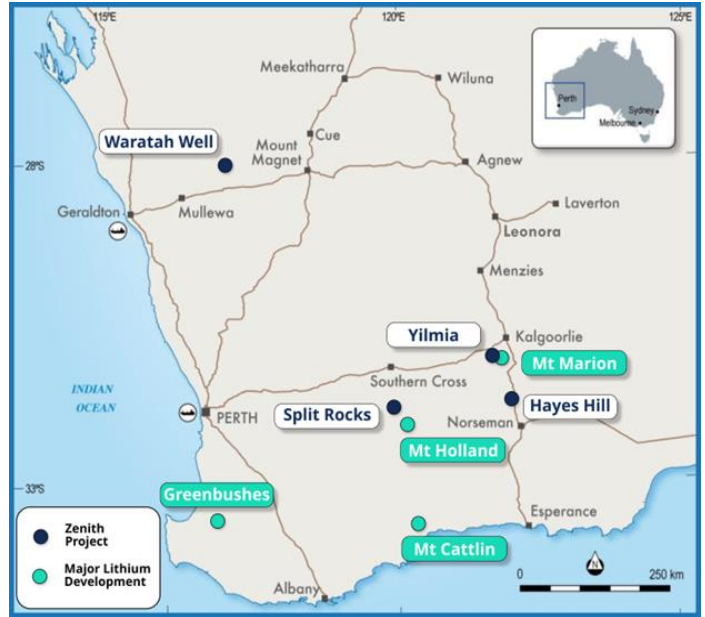 115°E
120°E
125°E
Meekatharra
Wiluna
Perth
Sydney
Melbourne
Waratah Well
Cue
Mount
Magnet
28°S
Agnew
Geraldton
Mullewa
Laverton
Leonora
Menzies
Yilmia
Kalgoorlie
Mt Marion
Southern Cross
INDIAN
OCEAN
PERTH
Split Rocks
Hayes Hill
Norseman
Mt Holland
33°S
Greenbushes
Esperance
Mt Cattlin
Zenith
Project
Major Lithium
Development
Albany
N
0
250 km